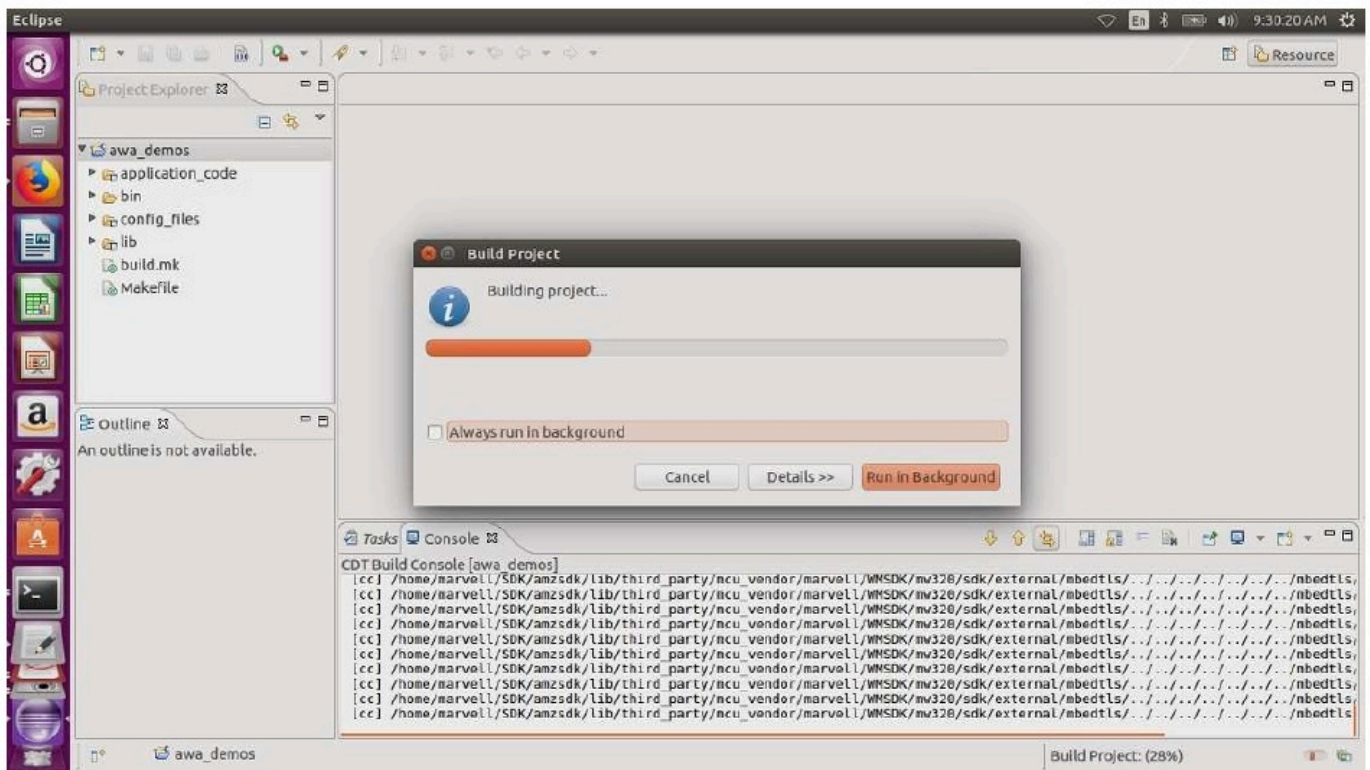 Eclipse
En
9:30:20 AM
Resource
Project Explorer
awa_demos
application_code
bin
config_files
lib
build.mk
Makefile
Outline
An outline is not available.
Build Project
Building project...
Always run in background
Cancel
Details >>
Run in Background
Tasks
Console
CDT Build Console [awa_demos]
[cc] /home/marvell/SDK/amzsdk/lib/third_party/mcu_vendor/marvell/WMSDK/mw320/sdk/external/mbedtls/../../../../../../mbedtls/
[cc] /home/marvell/SDK/amzsdk/lib/third_party/mcu_vendor/marvell/WMSDK/mw320/sdk/external/mbedtls/../../../../../../mbedtls/
[cc] /home/marvell/SDK/amzsdk/lib/third_party/mcu_vendor/marvell/WMSDK/mw320/sdk/external/mbedtls/../../../../../../mbedtls/
[cc] /home/marvell/SDK/amzsdk/lib/third_party/mcu_vendor/marvell/WMSDK/mw320/sdk/external/mbedtls/../../../../../../mbedtls/
[cc] /home/marvell/SDK/amzsdk/lib/third_party/mcu_vendor/marvell/WMSDK/mw320/sdk/external/mbedtls/../../../../../../mbedtls/
[cc] /home/marvell/SDK/amzsdk/lib/third_party/mcu_vendor/marvell/WMSDK/mw320/sdk/external/mbedtls/../../../../../../mbedtls/
[cc] /home/marvell/SDK/amzsdk/lib/third_party/mcu_vendor/marvell/WMSDK/mw320/sdk/external/mbedtls/../../../../../../mbedtls/
[cc] /home/marvell/SDK/amzsdk/lib/third_party/mcu_vendor/marvell/WMSDK/mw320/sdk/external/mbedtls/../../../../../../mbedtls/
[cc] /home/marvell/SDK/amzsdk/lib/third_party/mcu_vendor/marvell/WMSDK/mw320/sdk/external/mbedtls/../../../../../../mbedtls/
[cc] /home/marvell/SDK/amzsdk/lib/third_party/mcu_vendor/marvell/WMSDK/mw320/sdk/external/mbedtls/../../../../../../mbedtls
awa_demos
Build Project: (28%)